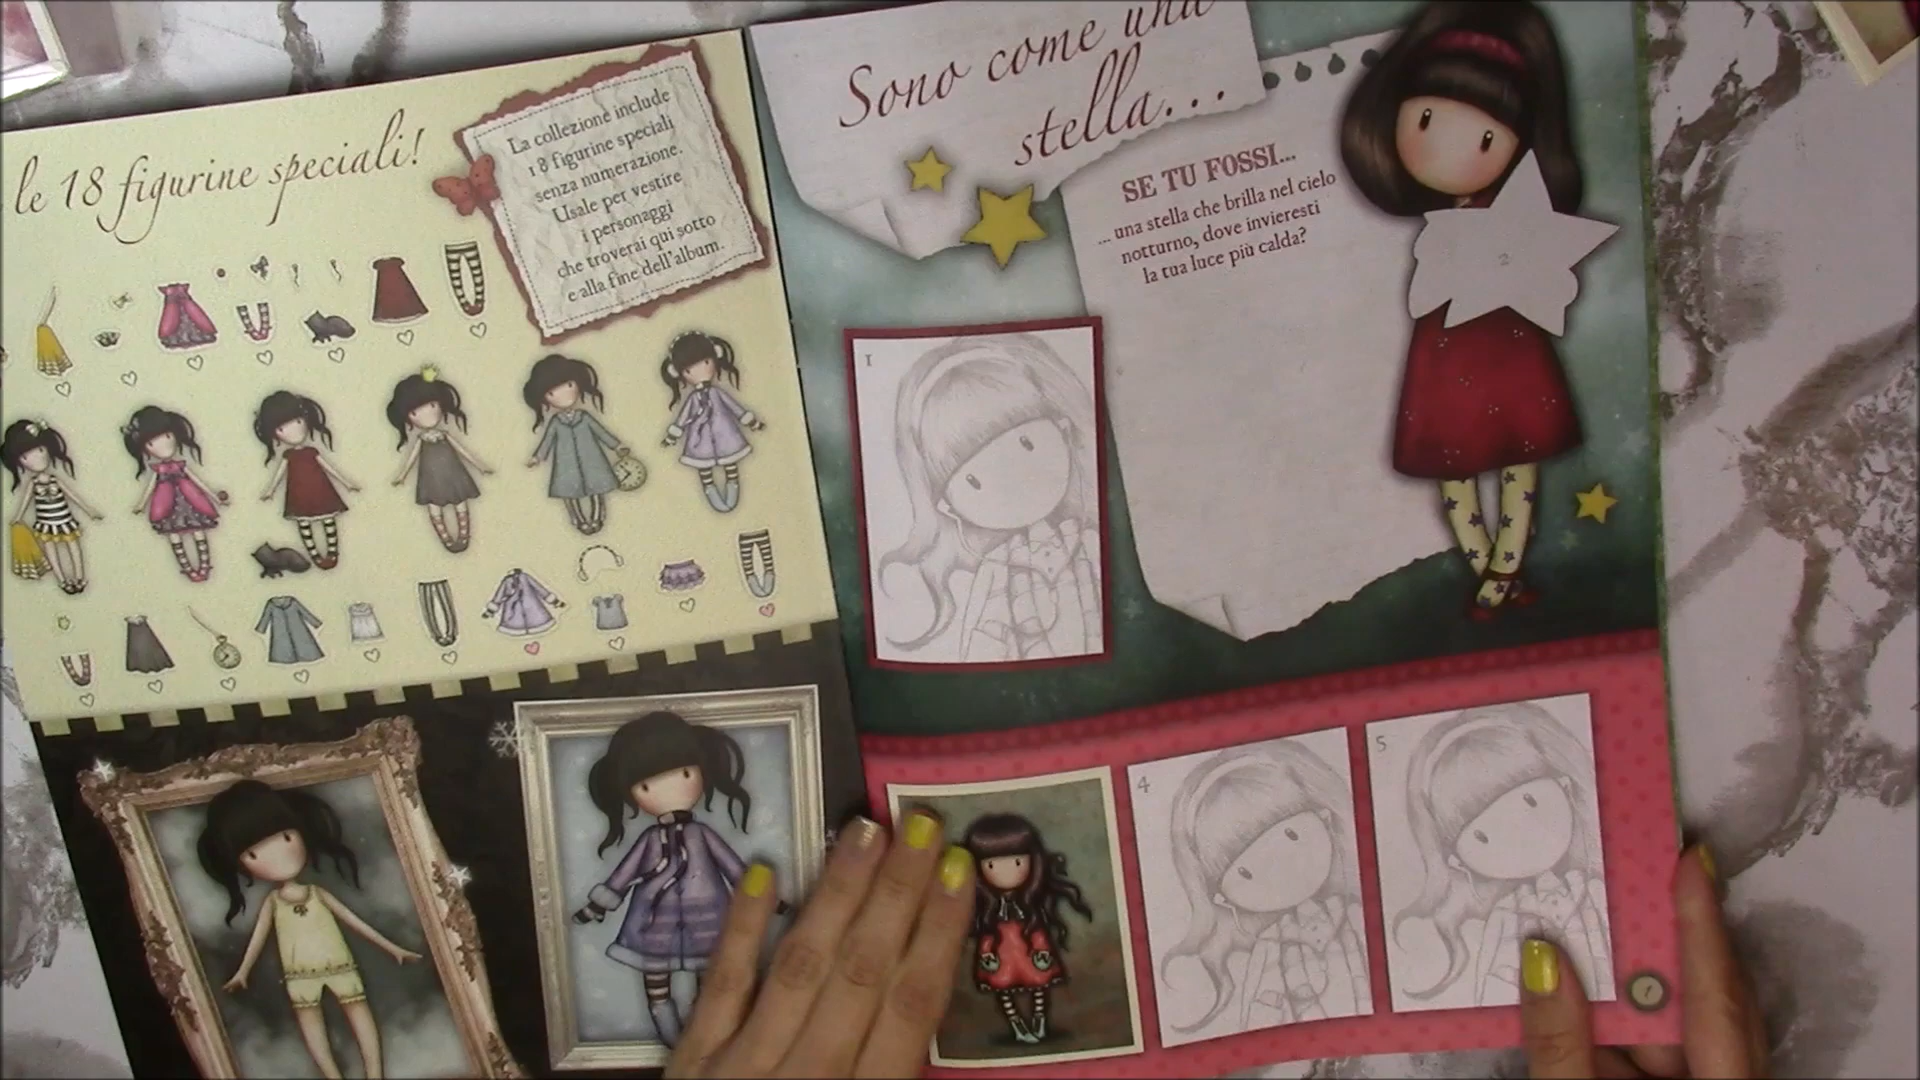 le 18 figurine speciali!
La collezione include
18 figurine speciali
senza numerazione.
Usale per vestire
i personaggi
che troverai qui sotto
e alla fine dell'album.
Sono come una
stella...
SE TU FOSSI...
... una stella che brilla nel cielo
notturno, dove invieresti
la tua luce più calda?
2
1
4
5
1